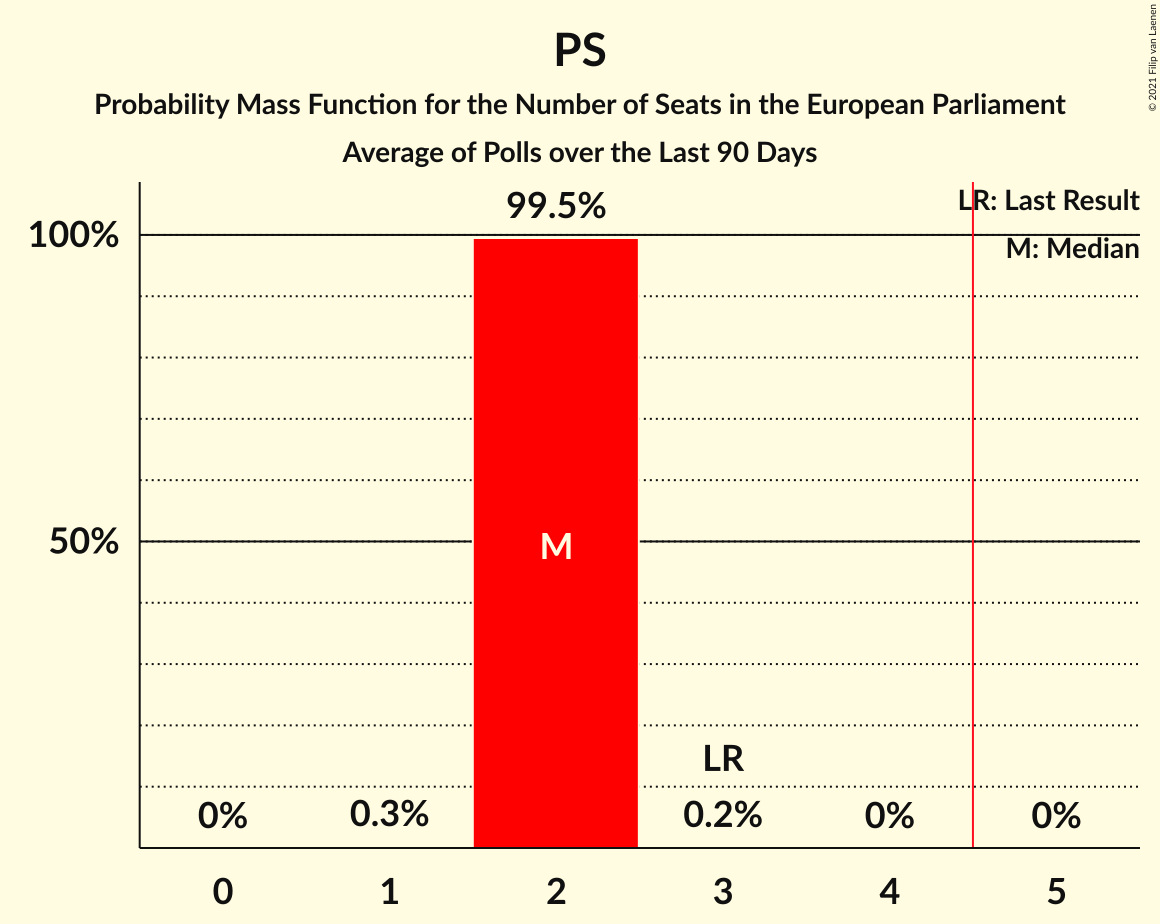 PS
Probability Mass Function for the Number of Seats in the European Parliament
Average of Polls over the Last 90 Days
© 2021 Filip van Laenen
99.5%
LR: Last Result
100%
M: Median
50%
M
LR
0%
0.3%
0.2%
0%
0%
0 1 2 3 4 5